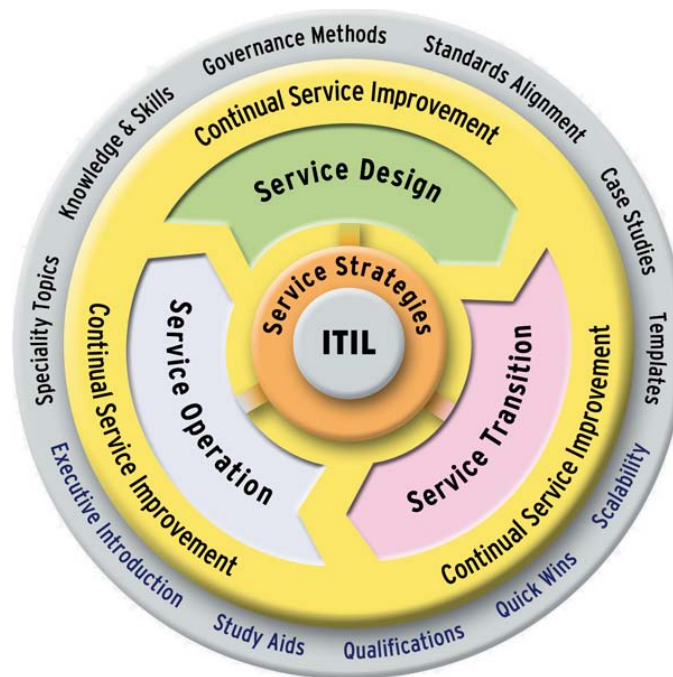 Governance Methods
Standards Alignment
Knowledge & Skills
Case Studies
Speciality Topics
Templates
Executive Introduction
Scalability
Study Aids
Qualifications
Quick Wins
Continual Service Improvement
Continual Service Improvement
Continual Service Improvement
Service Design
Service Transition
Service Operation
Service Strategies
ITIL